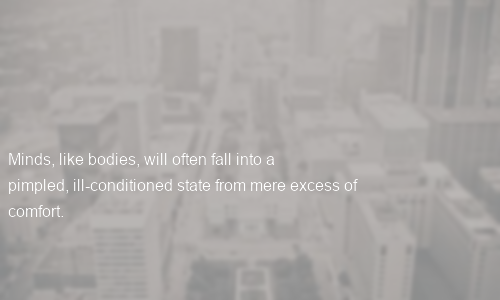 Minds, like bodies, will often fall into a
pimpled, ill-conditioned state from mere excess of
comfort.